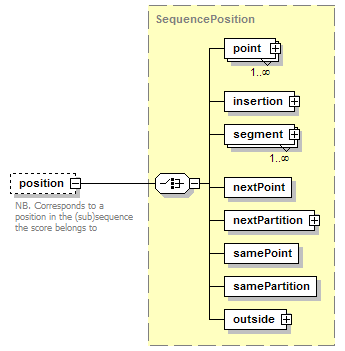 SequencePosition
point
1..∞
insertion
segment
1..∞
position
nextPoint
NB. Corresponds to a
position in the (sub)sequence
the score belongs to
nextPartition
samePoint
samePartition
outside